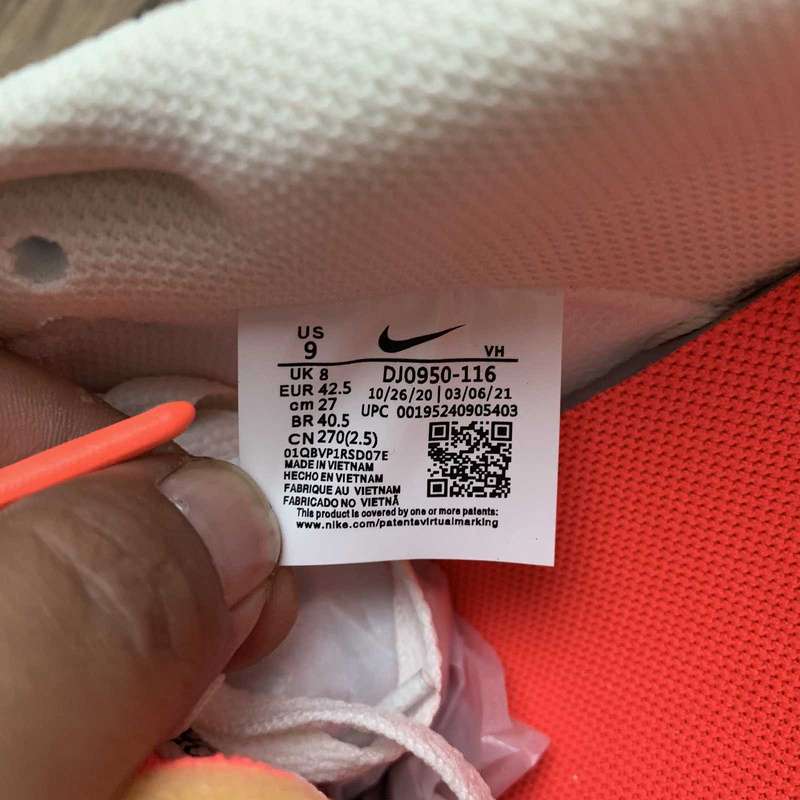 US
9
VH
UK 8
EUR 42.5
cm 27
BR 40.5
CN 270(2.5)
DJ0950-116
10/26/20 | 03/06/21
UPC 00195240905403
01QBVP1RSD07E
MADE IN VIETNAM
HECHO EN VIETNAM
FABRIQUE AU VIETNAM
FABRICADO NO VIETNÃ
This product is covered by one or more patents:
www.nike.com/patentsvirtualmarking